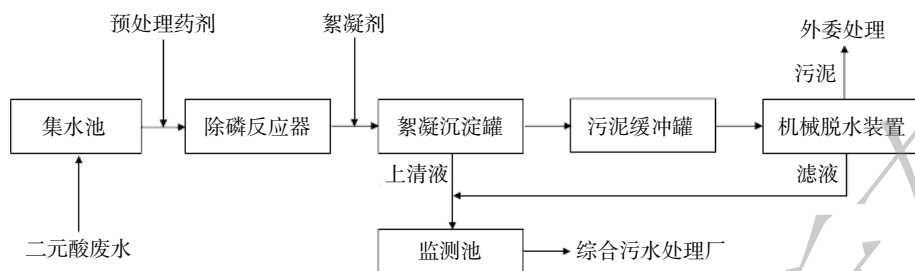 预处理药剂
絮凝剂
外委处理
污泥
集水池
除磷反应器
絮凝沉淀罐
污泥缓冲罐
机械脱水装置
上清液
滤液
二元酸废水
监测池
综合污水处理厂